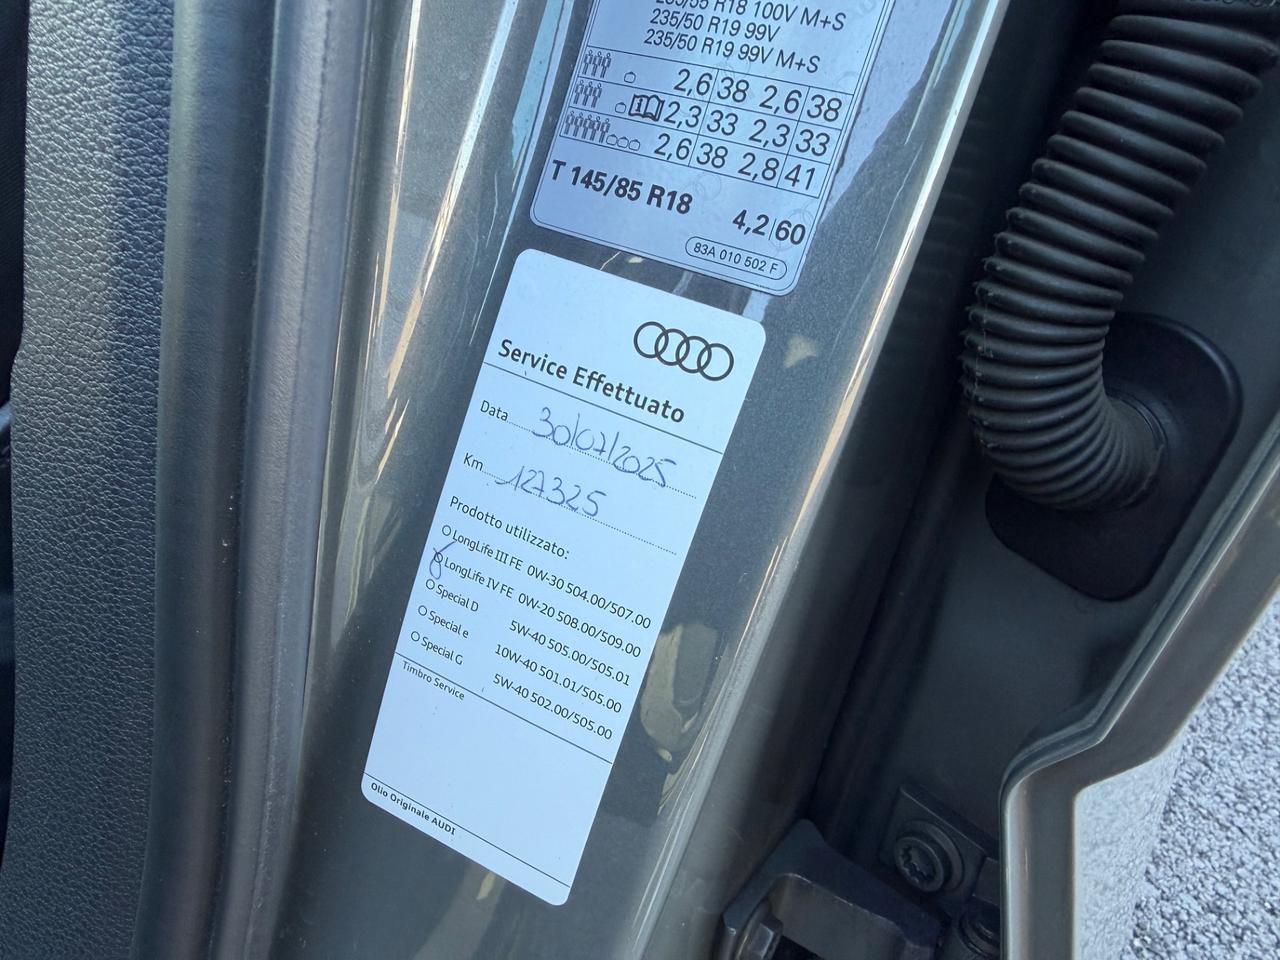 235/55 R18 100V M+S
235/50 R19 99V
235/50 R19 99V M+S
2,6 38 2,6 38
2,3 33 2,3 33
2,6 38 2,8 41
T 145/85 R18 4,2 60
83A 010 502 F
Service Effettuato
Data 30/07/2025
Km 127325
Prodotto utilizzato:
LongLife III FE 0W-30 504.00/507.00
LongLife IV FE 0W-20 508.00/509.00
Special D 5W-40 505.00/505.01
Special e 10W-40 501.01/505.00
Special G 5W-40 502.00/505.00
Timbro Service
Olio Originale AUDI